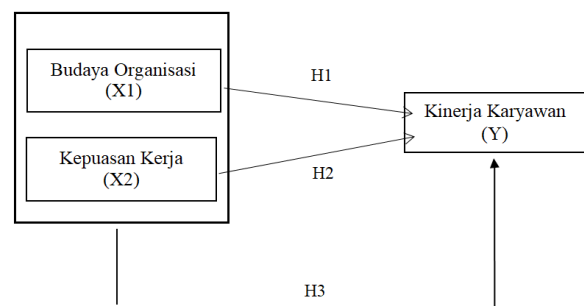 Budaya Organisasi
(X1)
H1
Kinerja Karyawan
(Y)
Kepuasan Kerja
(X2)
H2
H3